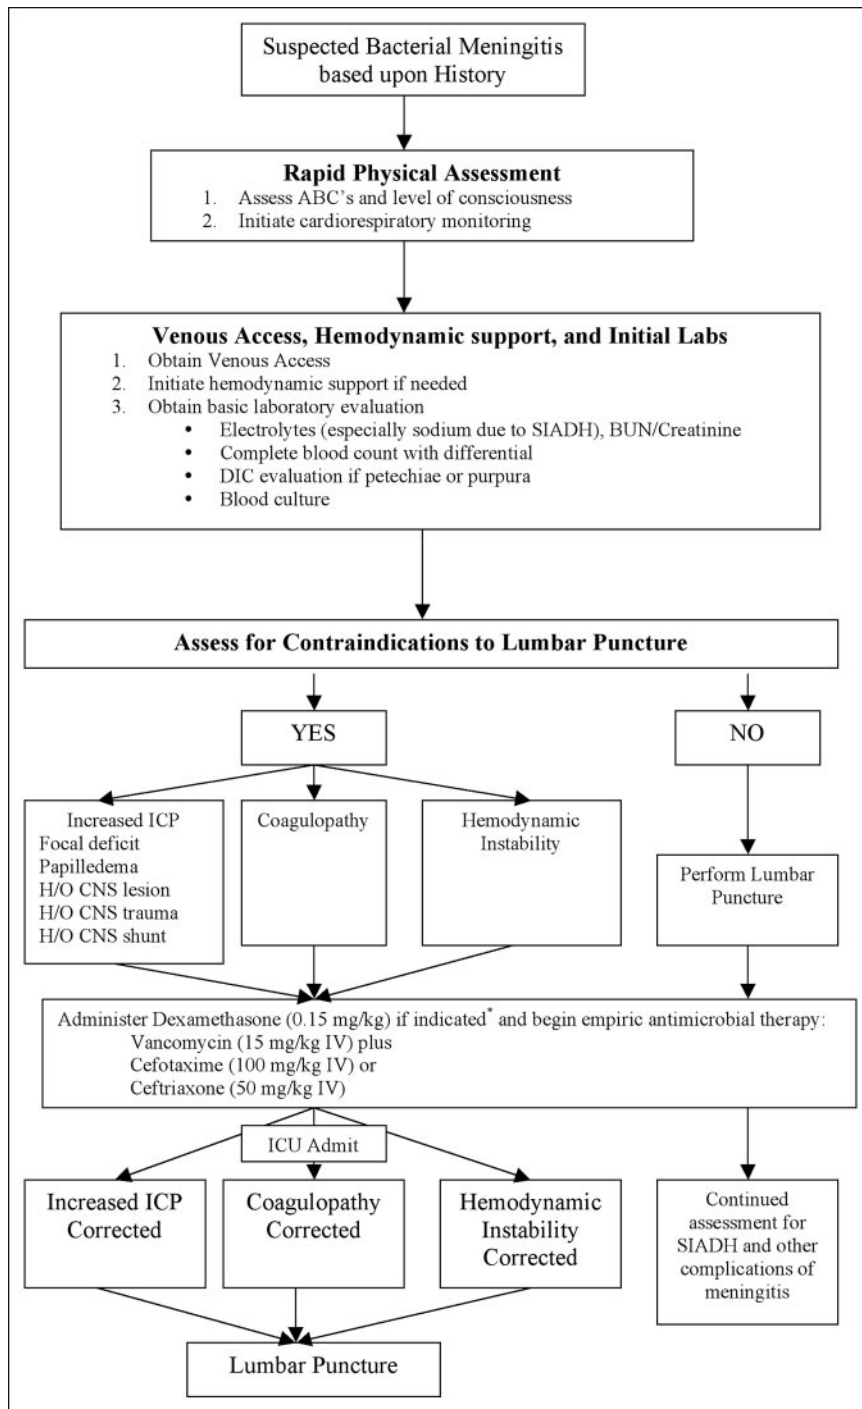 Suspected Bacterial Meningitis
based upon History
Rapid Physical Assessment
1. Assess ABC's and level of consciousness
2. Initiate cardiorespiratory monitoring
Venous Access, Hemodynamic support, and Initial Labs
1. Obtain Venous Access
2. Initiate hemodynamic support if needed
3. Obtain basic laboratory evaluation
• Electrolytes (especially sodium due to SIADH), BUN/Creatinine
• Complete blood count with differential
• DIC evaluation if petechiae or purpura
• Blood culture
Assess for Contraindications to Lumbar Puncture
YES
NO
Increased ICP
Focal deficit
Papilledema
H/O CNS lesion
H/O CNS trauma
H/O CNS shunt
Coagulopathy
Hemodynamic
Instability
Perform Lumbar
Puncture
Administer Dexamethasone (0.15 mg/kg) if indicated* and begin empiric antimicrobial therapy:
Vancomycin (15 mg/kg IV) plus
Cefotaxime (100 mg/kg IV) or
Ceftriaxone (50 mg/kg IV)
ICU Admit
Increased ICP
Corrected
Coagulopathy
Corrected
Hemodynamic
Instability
Corrected
Continued
assessment for
SIADH and other
complications of
meningitis
Lumbar Puncture